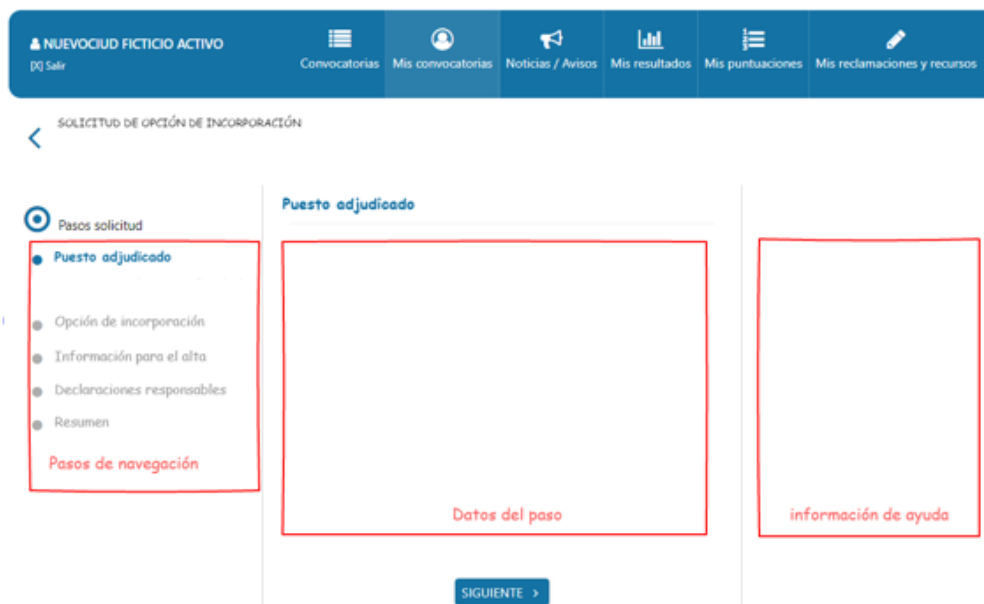 NUEVOCIUD FICTICIO ACTIVO
[X] Salir
Convocatorias
Mis convocatorias
Noticias / Avisos
Mis resultados
Mis puntuaciones
Mis reclamaciones y recursos
SOLICITUD DE OPCIÓN DE INCORPORACIÓN
Pasos solicitud
Puesto adjudicado
Opción de incorporación
Información para el alta
Declaraciones responsables
Resumen
Pasos de navegación
Puesto adjudicado
Datos del paso
información de ayuda
SIGUIENTE >